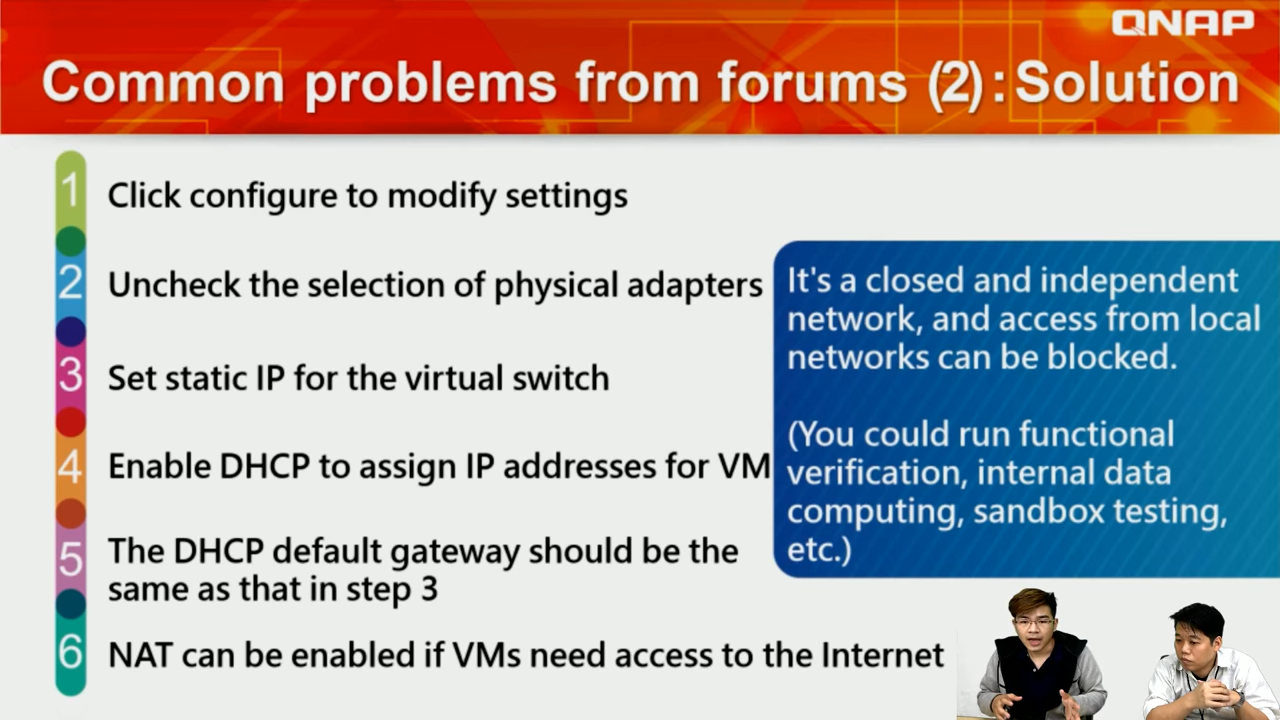 QNAP
Common problems from forums (2) : Solution
1 Click configure to modify settings
2 Uncheck the selection of physical adapters
3 Set static IP for the virtual switch
4 Enable DHCP to assign IP addresses for VM
5 The DHCP default gateway should be the
same as that in step 3
6 NAT can be enabled if VMs need access to the Internet
It's a closed and independent
network, and access from local
networks can be blocked.
(You could run functional
verification, internal data
computing, sandbox testing,
etc.)